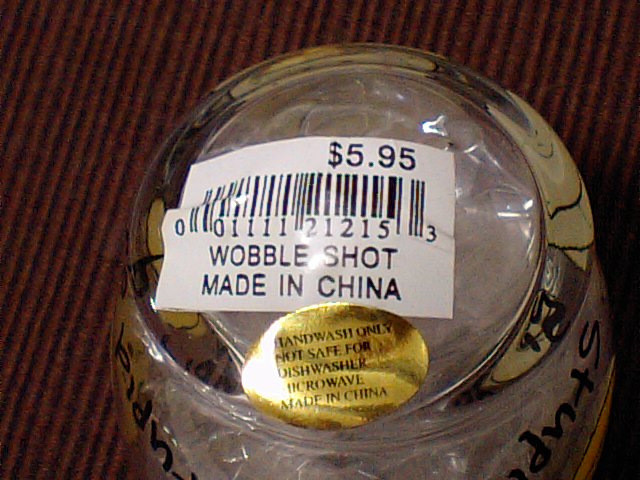 $5.95
0 01111 21215 3
WOBBLE SHOT
MADE IN CHINA
HANDWASH ONLY
NOT SAFE FOR
DISHWASHER
MICROWAVE
MADE IN CHINA